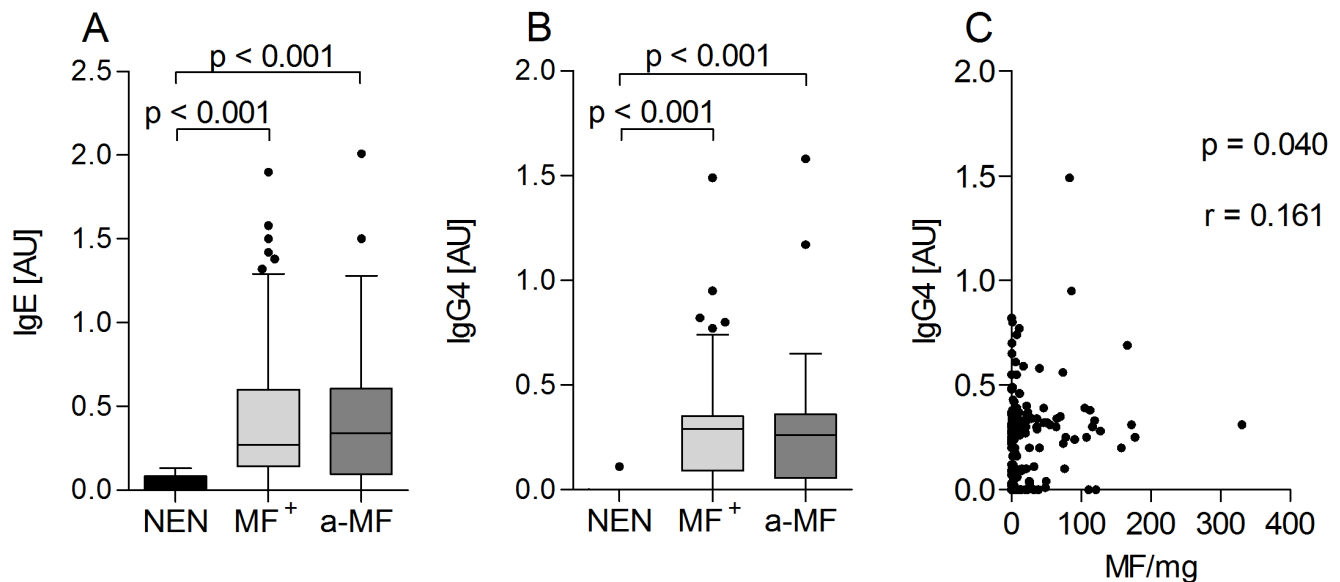 A
p < 0.001
p < 0.001
IgE [AU]
2.5
2.0
1.5
1.0
0.5
0.0
NEN MF+ a-MF
B
p < 0.001
p < 0.001
IgG4 [AU]
2.0
1.5
1.0
0.5
0.0
NEN MF+ a-MF
C
p = 0.040
r = 0.161
IgG4 [AU]
2.0
1.5
1.0
0.5
0.0
0 100 200 300 400
MF/mg